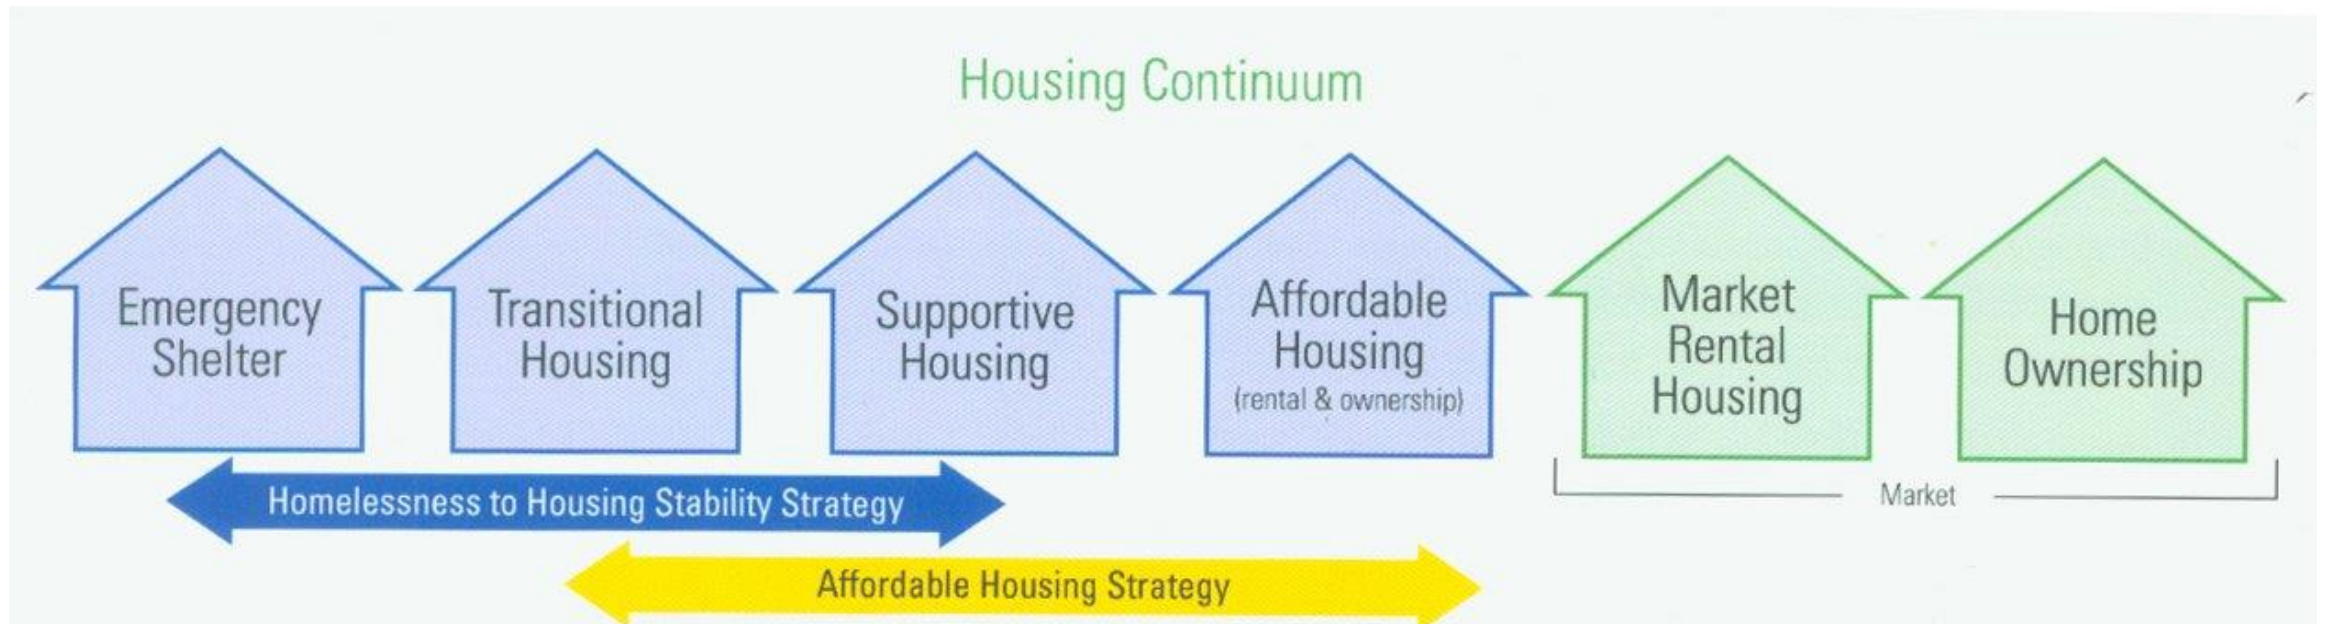 Housing Continuum
Emergency
Shelter
Transitional
Housing
Supportive
Housing
Affordable
Housing
(rental & ownership)
Market
Rental
Housing
Home
Ownership
Homelessness to Housing Stability Strategy
Market
Affordable Housing Strategy